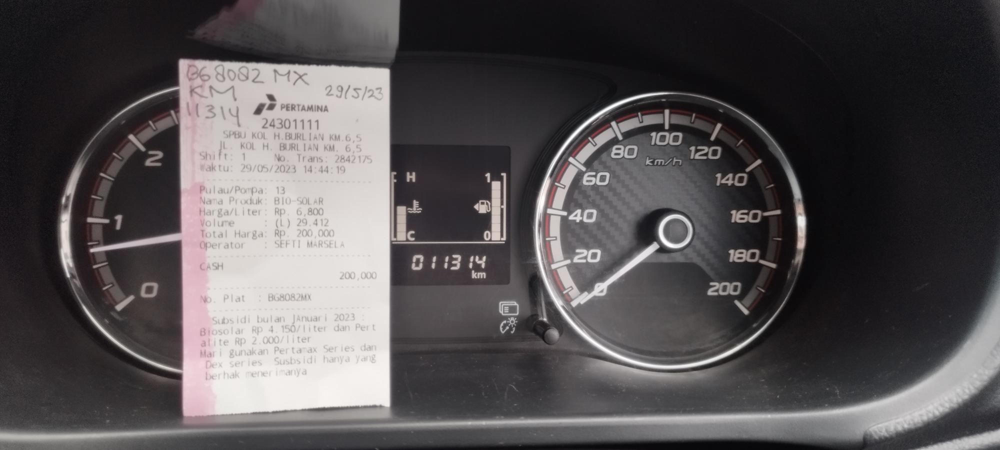 BG8082 MX
KM
29/5/23
11314
PERTAMINA
24301111
SPBU KOL H.BURLIAN KM.6,5
JL. KOL H. BURLIAN KM. 6,5
Shift: 1 No. Trans: 2842175
Waktu: 29/05/2023 14:44:19
Pulau/Pompa: 13
Nama Produk: BIO-SOLAR
Harga/Liter: Rp. 6,800
Volume : (L) 29.412
Total Harga: Rp. 200,000
Operator : SEFTI MARSELA
CASH
200,000
No. Plat : BG8082MX
Subsidi bulan JAnuari 2023 :
Biosolar Rp 4.150/liter dan Pert
alite Rp 2.000/liter
Mari gunakan Pertamax Series dan
Dex series Susbsidi hanya yang
berhak menerimanya
2
1
0
H
C
1
0
011314
km
0
20
40
60
80
100
120
140
160
180
200
km/h